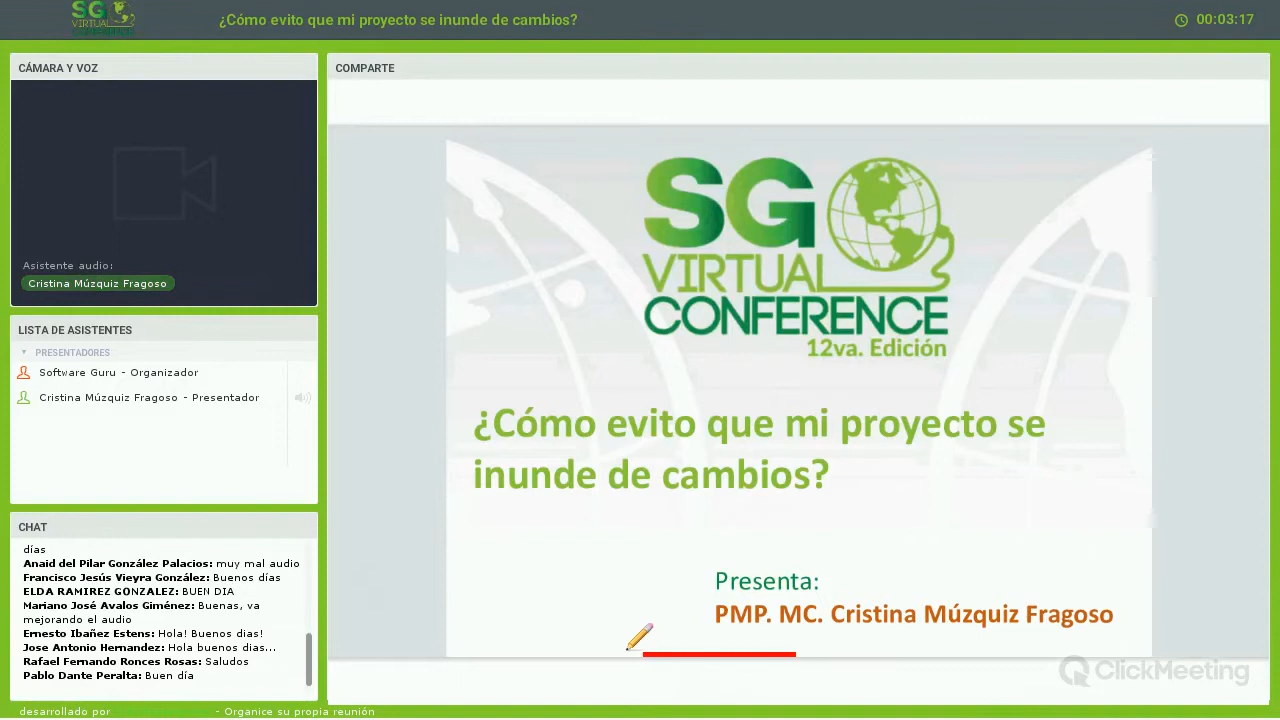 SG
VIRTUAL
¿Cómo evito que mi proyecto se inunde de cambios?
00:03:17
CÁMARA Y VOZ
Asistente audio:
Cristina Múzquiz Fragoso
LISTA DE ASISTENTES
PRESENTADORES
Software Guru - Organizador
Cristina Múzquiz Fragoso - Presentador
CHAT
días
Anaid del Pilar González Palacios: muy mal audio
Francisco Jesús Vieyra González: Buenos días
ELDA RAMIREZ GONZALEZ: BUEN DIA
Mariano José Avalos Giménez: Buenas, va
mejorando el audio
Ernesto Ibañez Estens: Hola! Buenos dias!
Jose Antonio Hernandez: Hola buenos dias...
Rafael Fernando Ronces Rosas: Saludos
Pablo Dante Peralta: Buen día
COMPARTE
SG
VIRTUAL
CONFERENCE
12va. Edición
¿Cómo evito que mi proyecto se
inunde de cambios?
Presenta:
PMP. MC. Cristina Múzquiz Fragoso
ClickMeeting
desarrollado por - Organice su propia reunión